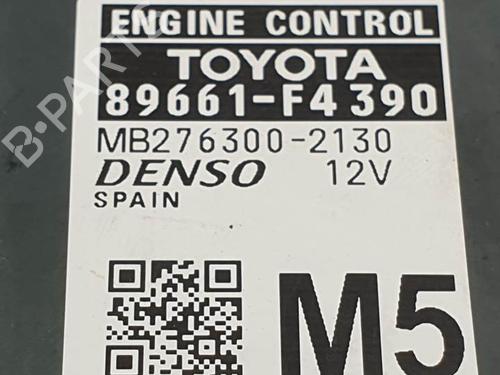 ENGINE CONTROL
TOYOTA
89661-F4390
MB276300-2130
DENSO 12V
SPAIN
M5
B-PARTS